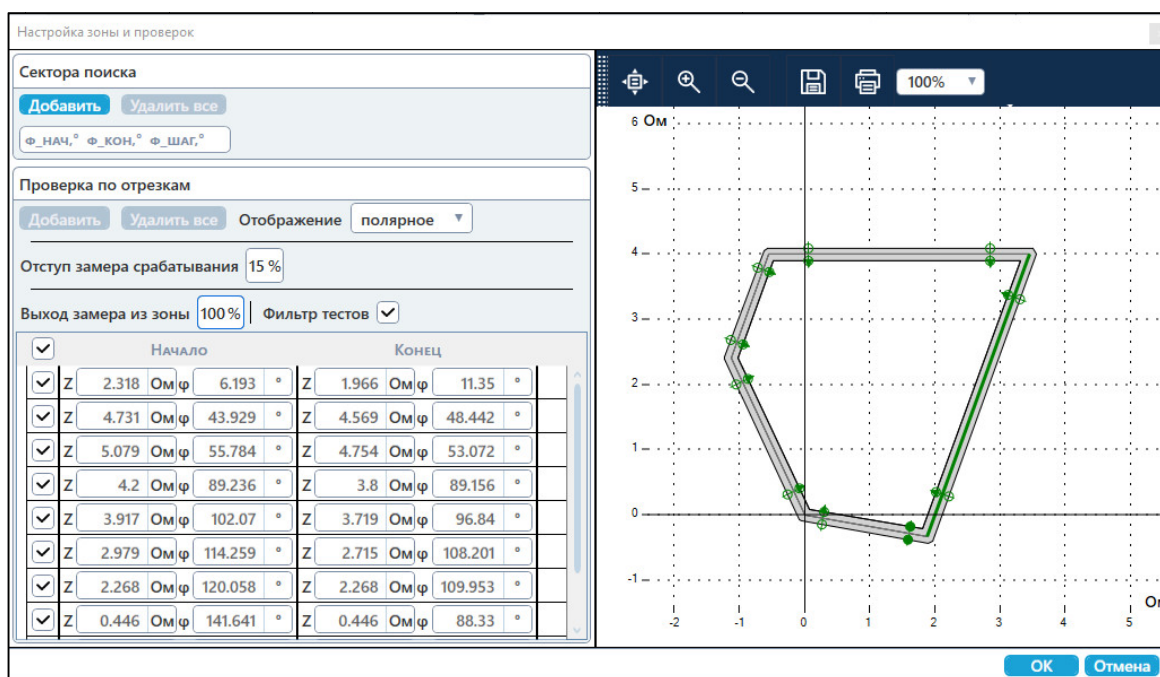 Настройка зоны и проверок
Сектора поиска
Добавить Удалить все
Ф_НАЧ,° Ф_КОН,° Ф_ШАГ,°
Проверка по отрезкам
Добавить Удалить все Отображение полярное
Отступ замера срабатывания 15 %
Выход замера из зоны 100 % Фильтр тестов
Начало Конец
Z 2.318 Ом φ 6.193 ° Z 1.966 Ом φ 11.35 °
Z 4.731 Ом φ 43.929 ° Z 4.569 Ом φ 48.442 °
Z 5.079 Ом φ 55.784 ° Z 4.754 Ом φ 53.072 °
Z 4.2 Ом φ 89.236 ° Z 3.8 Ом φ 89.156 °
Z 3.917 Ом φ 102.07 ° Z 3.719 Ом φ 96.84 °
Z 2.979 Ом φ 114.259 ° Z 2.715 Ом φ 108.201 °
Z 2.268 Ом φ 120.058 ° Z 2.268 Ом φ 109.953 °
Z 0.446 Ом φ 141.641 ° Z 0.446 Ом φ 88.33 °
100%
6 Ом
5
4
3
2
1
0
-1
-2 -1 0 1 2 3 4 5
ОК Отмена